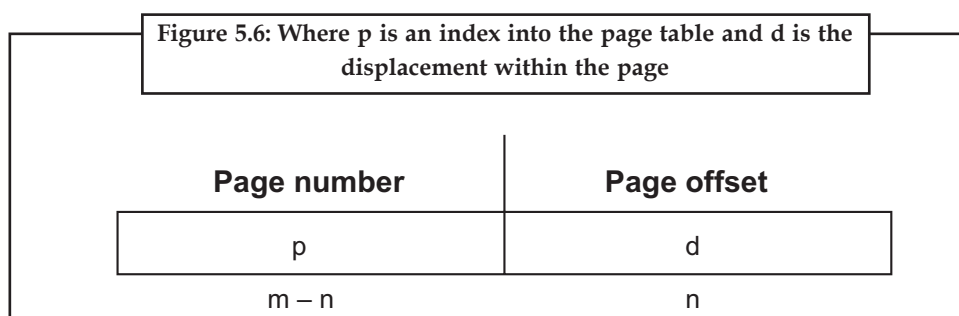 Figure 5.6: Where p is an index into the page table and d is the
displacement within the page
Page number Page offset
p d
m – n n